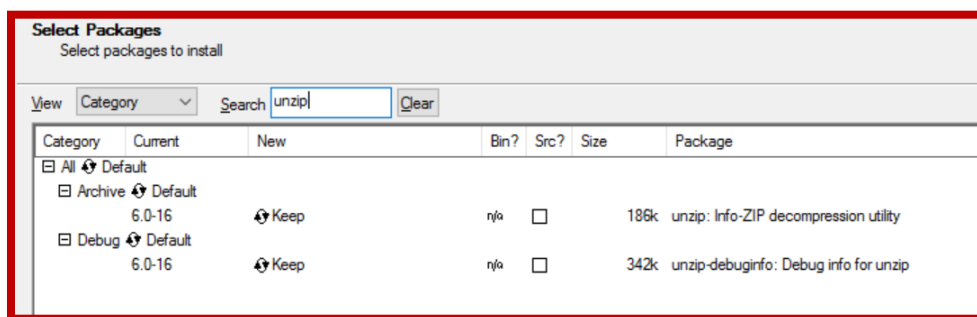 Select Packages
Select packages to install
View Category Search unzip Clear
Category Current New Bin? Src? Size Package
All Default
Archive Default
6.0-16 Keep n/a 186k unzip: Info-ZIP decompression utility
Debug Default
6.0-16 Keep n/a 342k unzip-debuginfo: Debug info for unzip